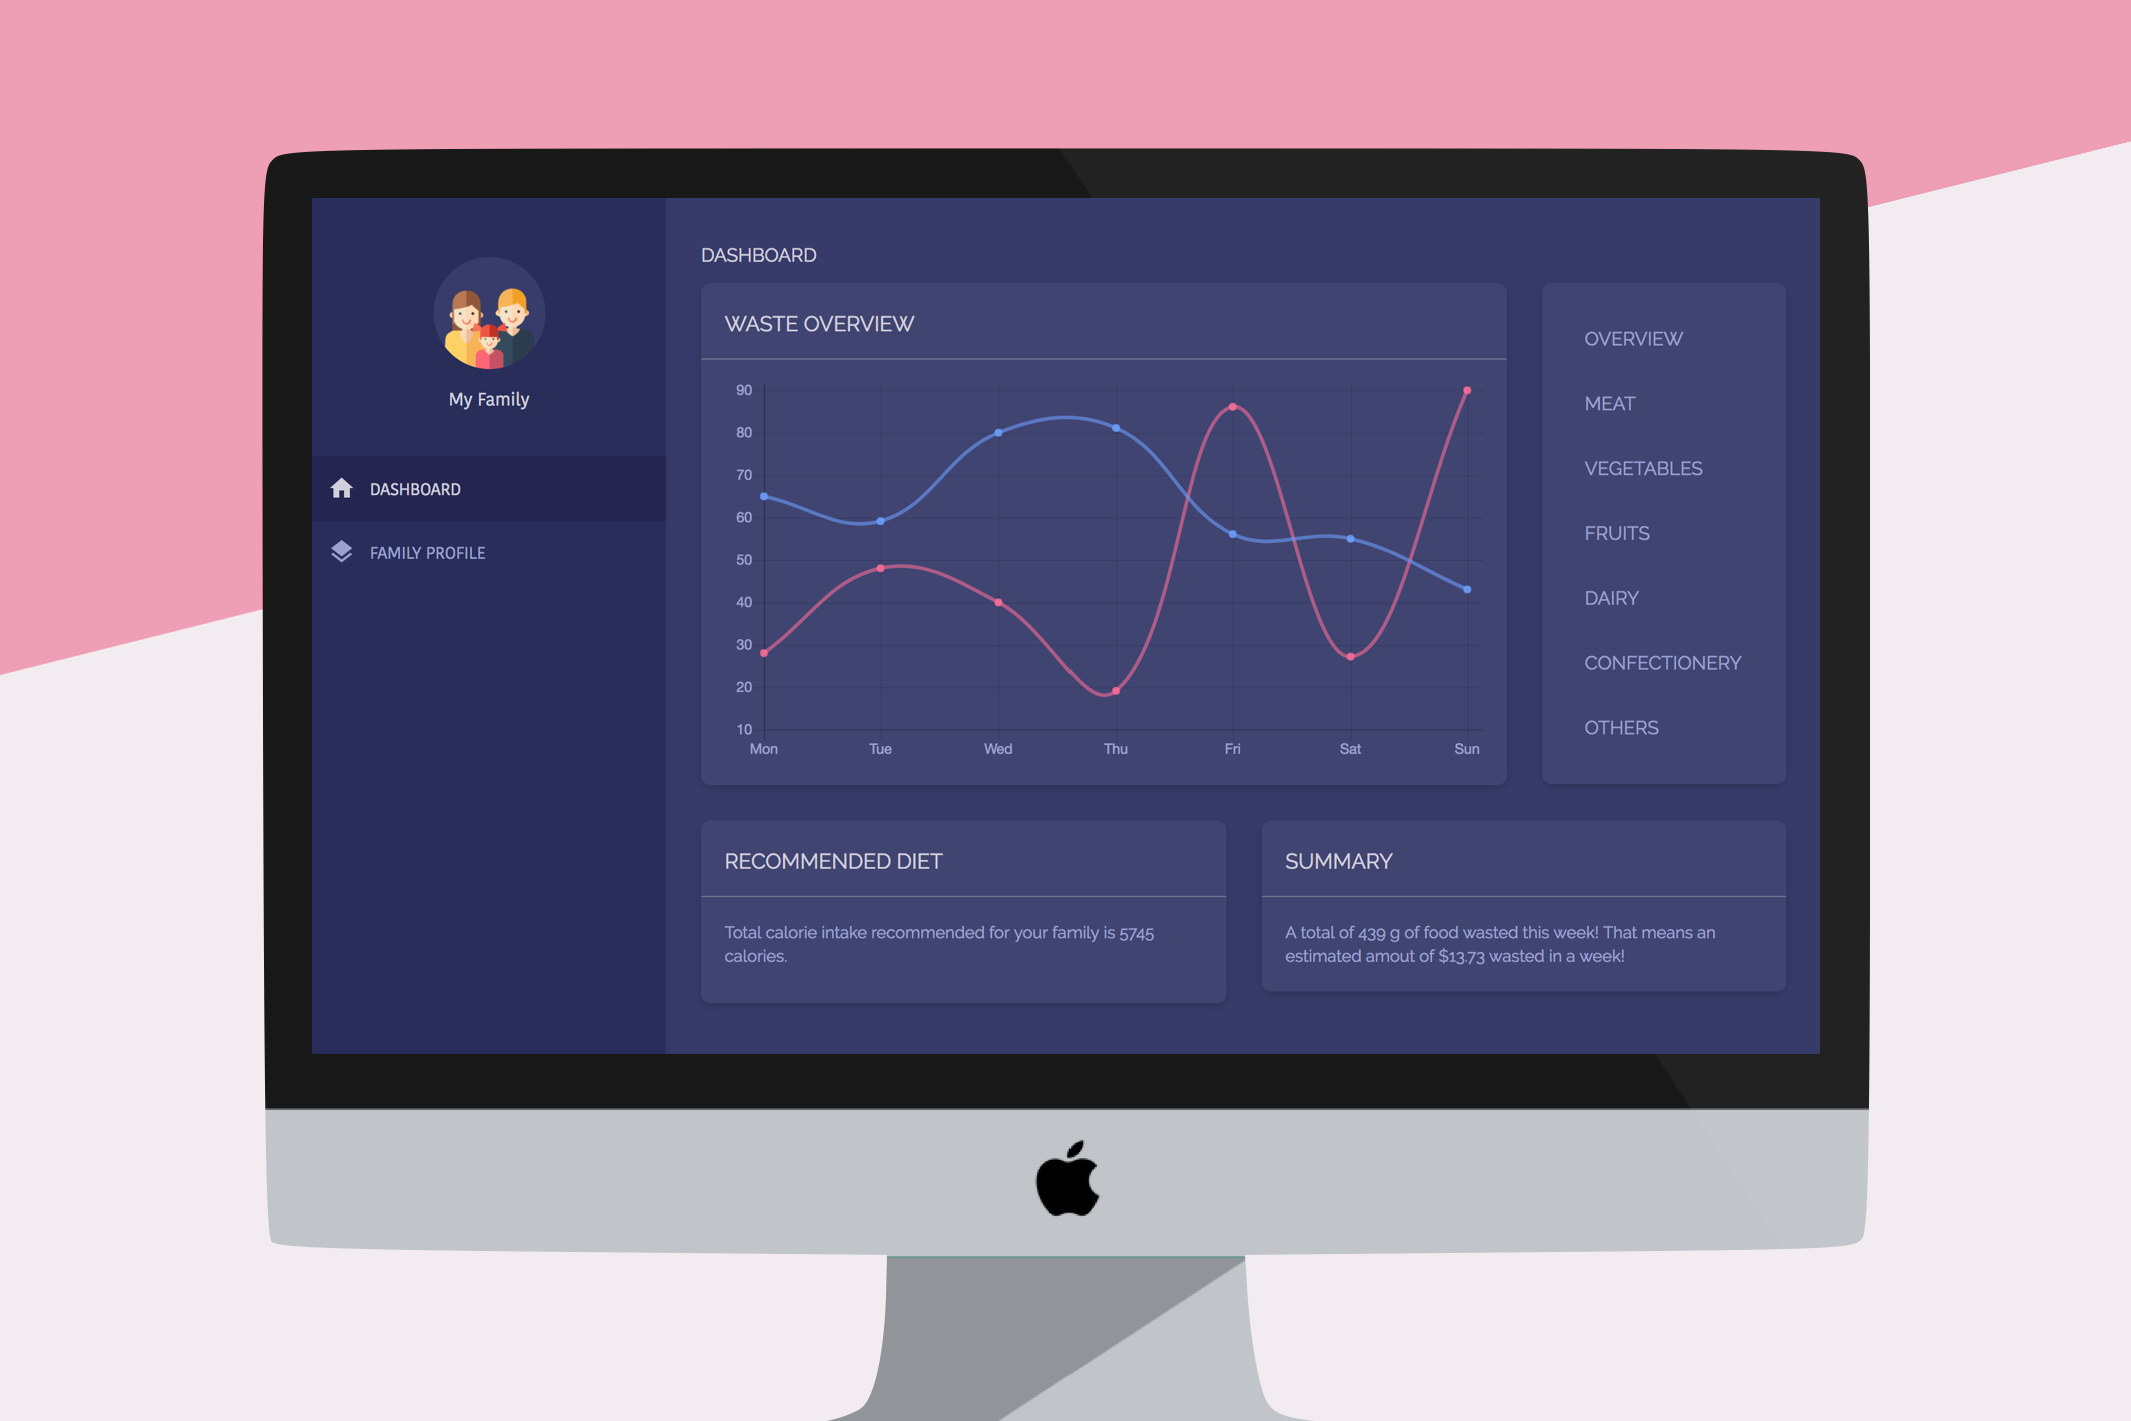 My Family
DASHBOARD
FAMILY PROFILE
DASHBOARD
WASTE OVERVIEW
90
80
70
60
50
40
30
20
10
Mon Tue Wed Thu Fri Sat Sun
OVERVIEW
MEAT
VEGETABLES
FRUITS
DAIRY
CONFECTIONERY
OTHERS
RECOMMENDED DIET
Total calorie intake recommended for your family is 5745
calories.
SUMMARY
A total of 439 g of food wasted this week! That means an
estimated amout of $13.73 wasted in a week!